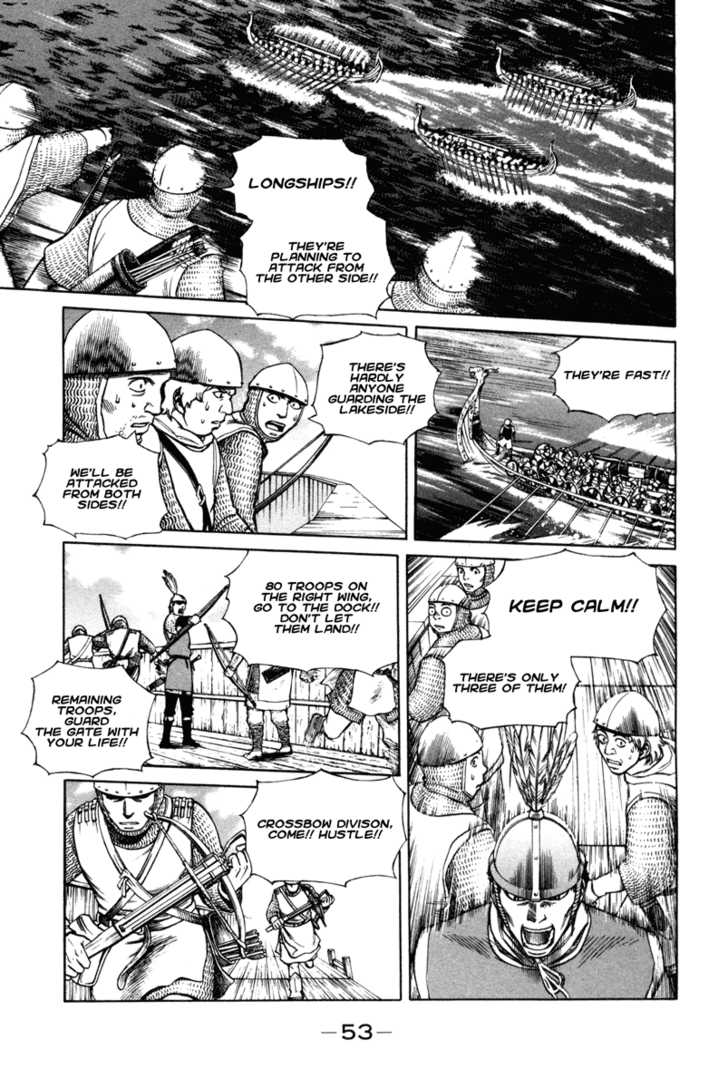 LONGSHIPS!!
THEY'RE
PLANNING TO
ATTACK FROM
THE OTHER SIDE!!
THEY'RE FAST!!
THERE'S
HARDLY
ANYONE
GUARDING THE
LAKESIDE!!
WE'LL BE
ATTACKED
FROM BOTH
SIDES!!
KEEP CALM!!
THERE'S ONLY
THREE OF THEM!
80 TROOPS ON
THE RIGHT WING,
GO TO THE DOCK!!
DON'T LET
THEM LAND!!
REMAINING
TROOPS,
GUARD
THE GATE WITH
YOUR LIFE!!
CROSSBOW DIVISON,
COME!! HUSTLE!!
—53—